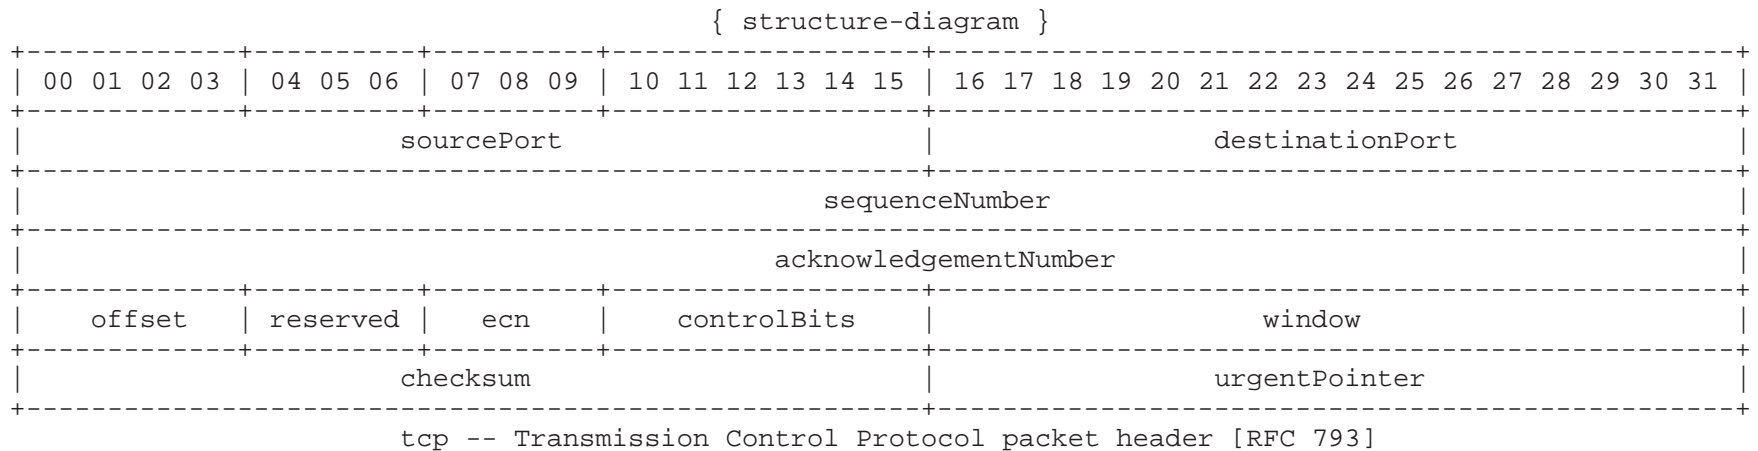 { structure-diagram }
+-------------+----------+----------+-------------------+-------------------------------------------------+
| 00 01 02 03 | 04 05 06 | 07 08 09 | 10 11 12 13 14 15 | 16 17 18 19 20 21 22 23 24 25 26 27 28 29 30 31 |
+-------------+----------+----------+-------------------+-------------------------------------------------+
|                       sourcePort                      |                 destinationPort                 |
+-------------------------------------------------------+-------------------------------------------------+
|                                                 sequenceNumber                                          |
+---------------------------------------------------------------------------------------------------------+
|                                              acknowledgementNumber                                      |
+-------------+----------+----------+-------------------+-------------------------------------------------+
|    offset   | reserved |   ecn    |    controlBits    |                    window                       |
+-------------+----------+----------+-------------------+-------------------------------------------------+
|                       checksum                        |                 urgentPointer                   |
+-------------------------------------------------------+-------------------------------------------------+
tcp -- Transmission Control Protocol packet header [RFC 793]